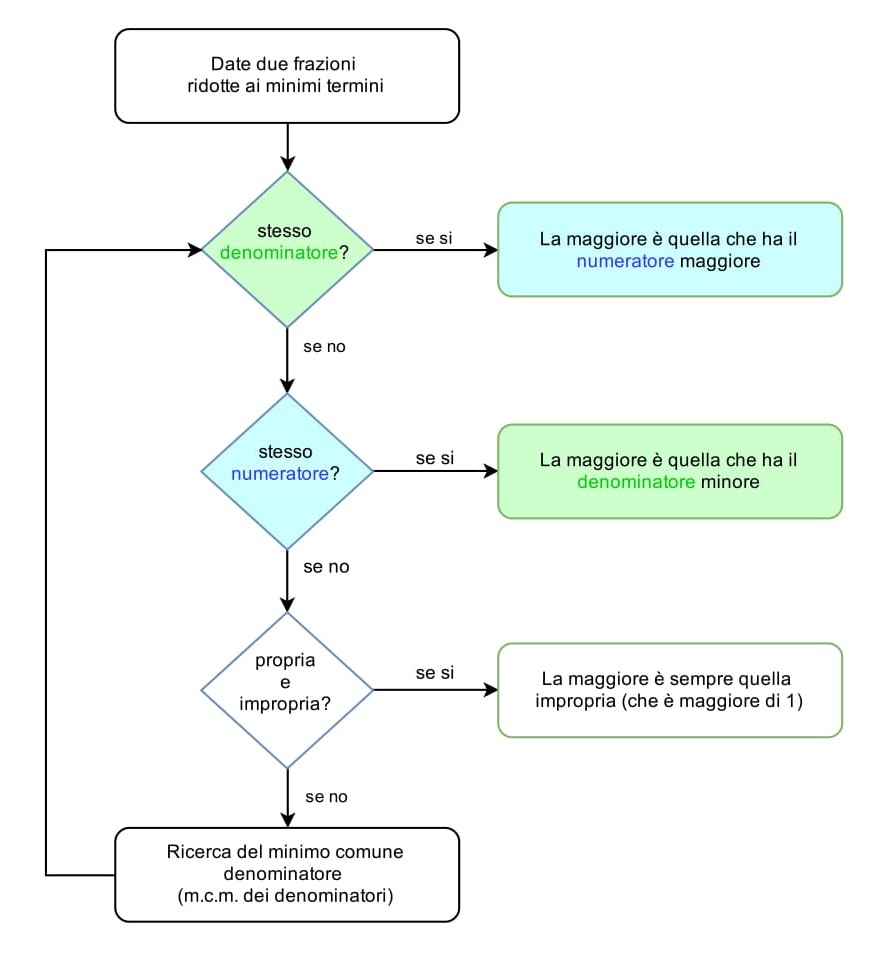 Date due frazioni
ridotte ai minimi termini
stesso
denominatore?
se si
La maggiore è quella che ha il
numeratore maggiore
se no
stesso
numeratore?
se si
La maggiore è quella che ha il
denominatore minore
se no
propria
e
impropria?
se si
La maggiore è sempre quella
impropria (che è maggiore di 1)
se no
Ricerca del minimo comune
denominatore
(m.c.m. dei denominatori)